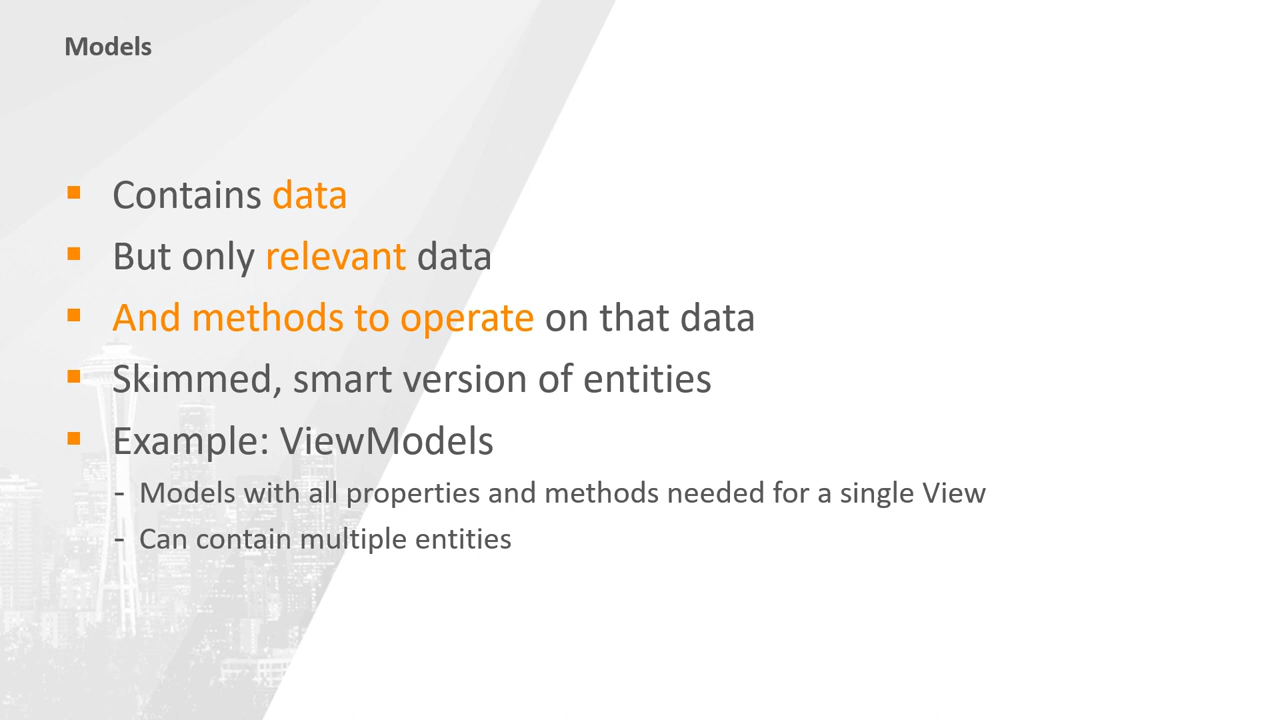 Models
▪ Contains data
▪ But only relevant data
▪ And methods to operate on that data
▪ Skimmed, smart version of entities
▪ Example: ViewModels
- Models with all properties and methods needed for a single View
- Can contain multiple entities